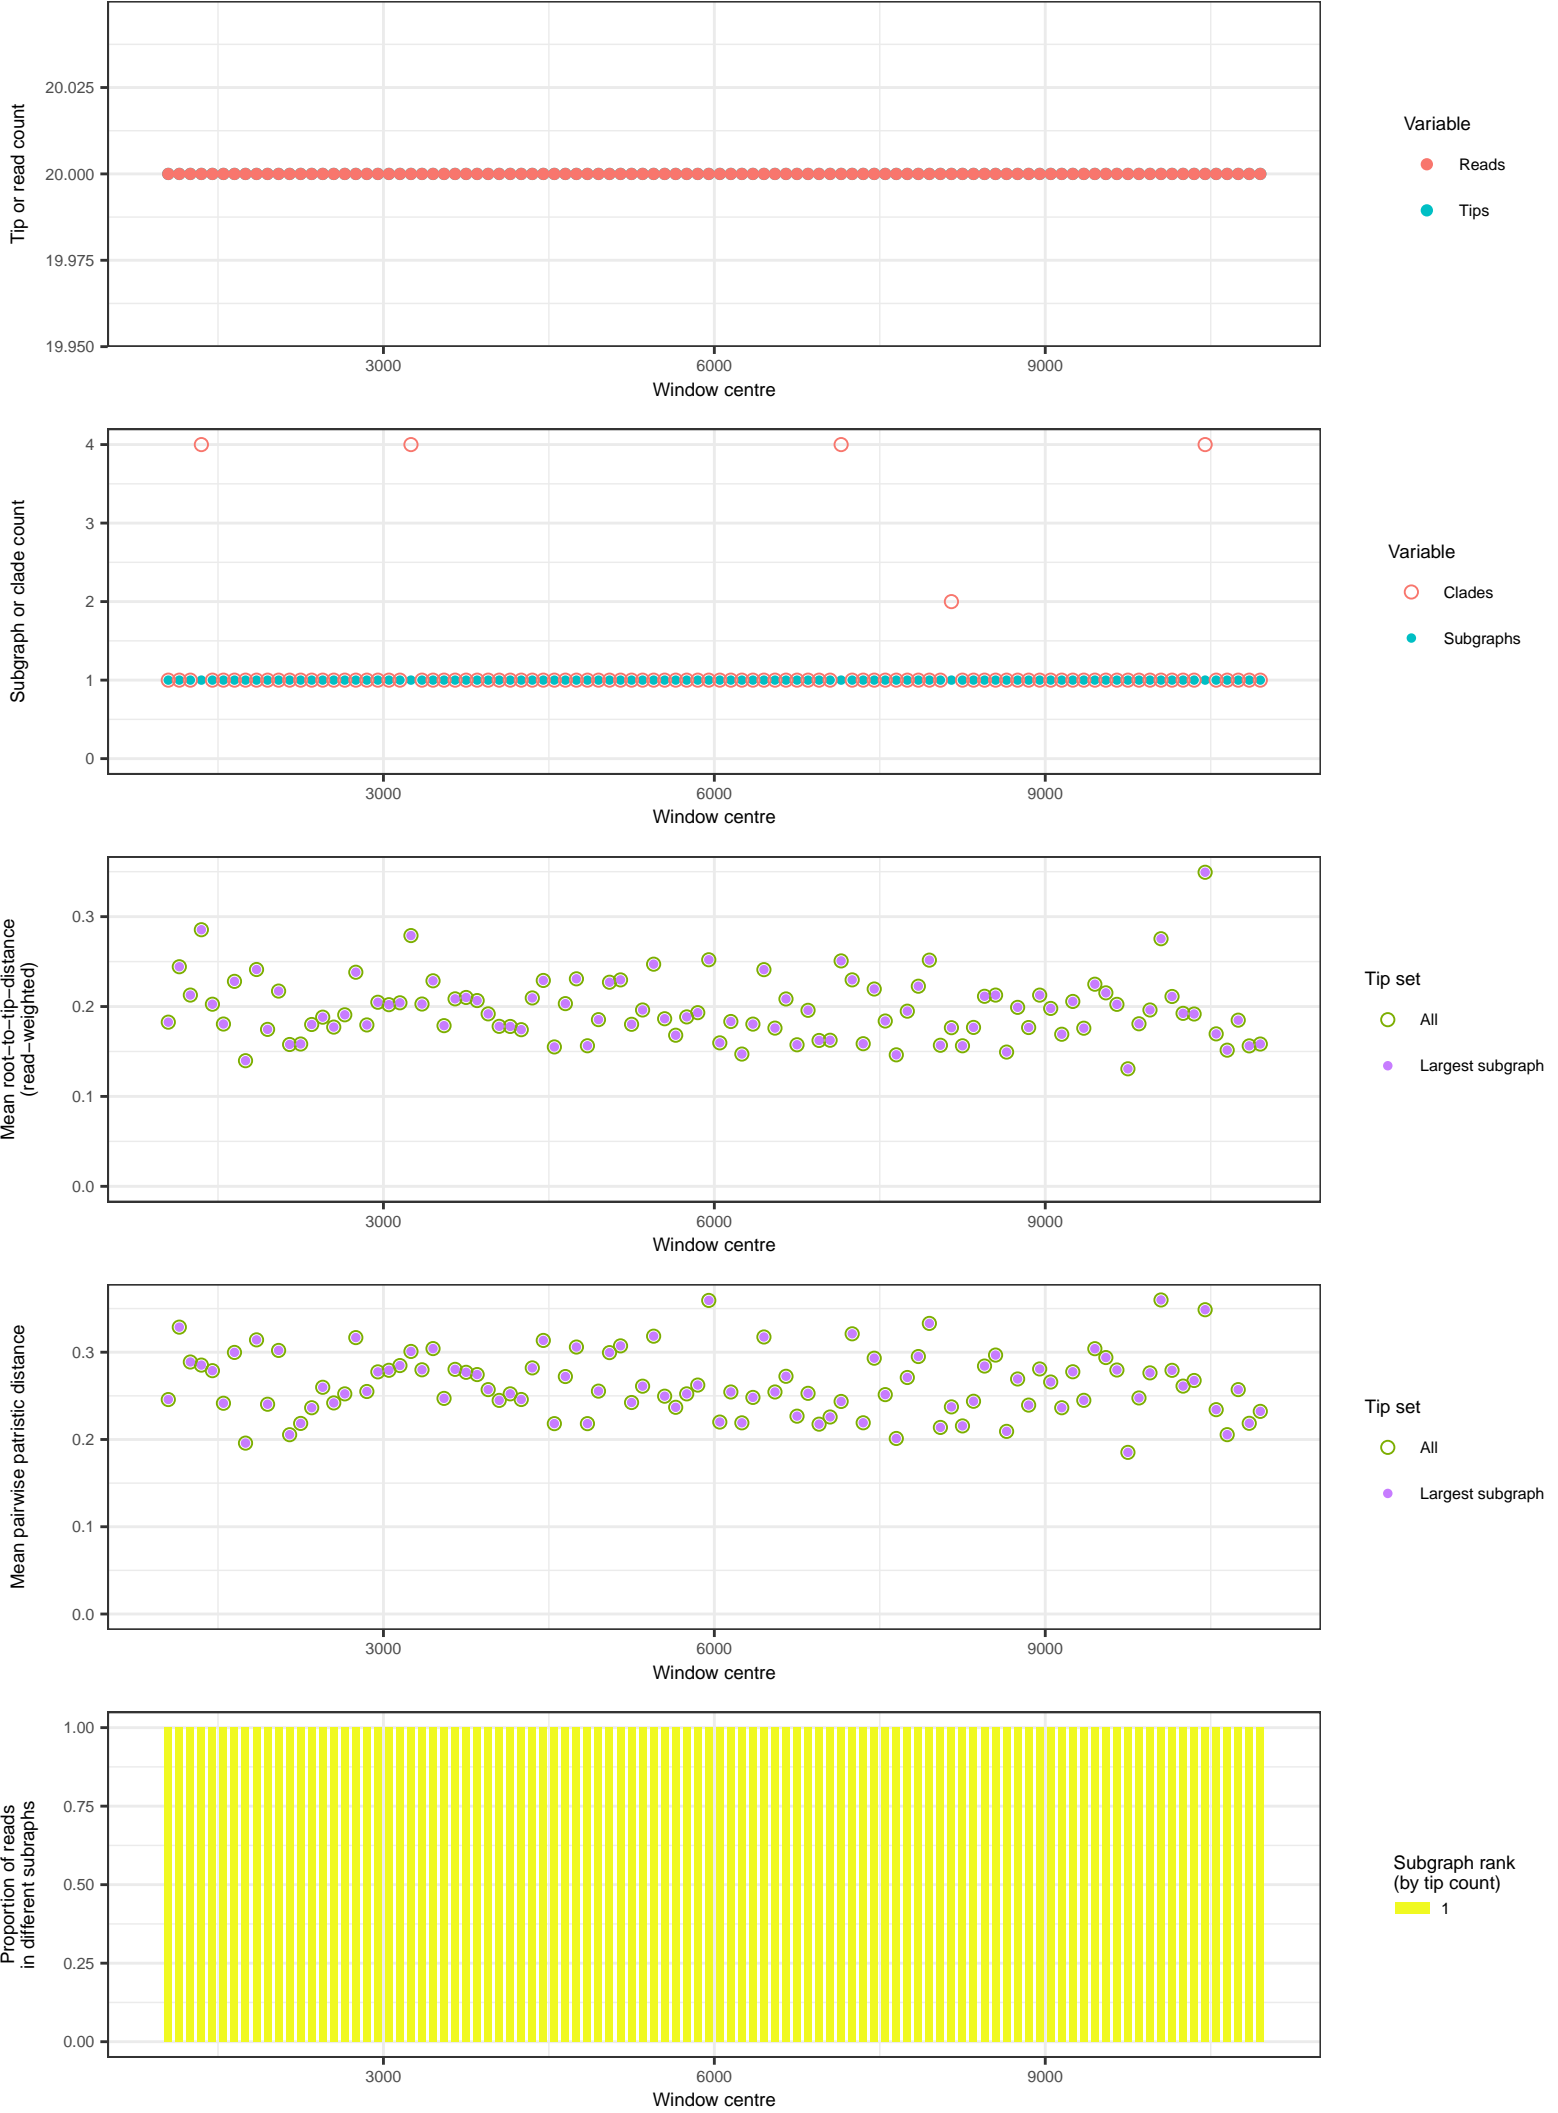 20.025
20.000
19.975
19.950
Tip or read count
3000 6000 9000
Window centre
Variable
Reads
Tips
4
3
2
1
0
Subgraph or clade count
3000 6000 9000
Window centre
Variable
Clades
Subgraphs
0.3
0.2
0.1
0.0
Mean root−to−tip−distance
(read−weighted)
3000 6000 9000
Window centre
Tip set
All
Largest subgraph
0.3
0.2
0.1
0.0
Mean pairwise patristic distance
3000 6000 9000
Window centre
Tip set
All
Largest subgraph
1.00
0.75
0.50
0.25
0.00
Proportion of reads
in different subraphs
3000 6000 9000
Window centre
Subgraph rank
(by tip count)
1